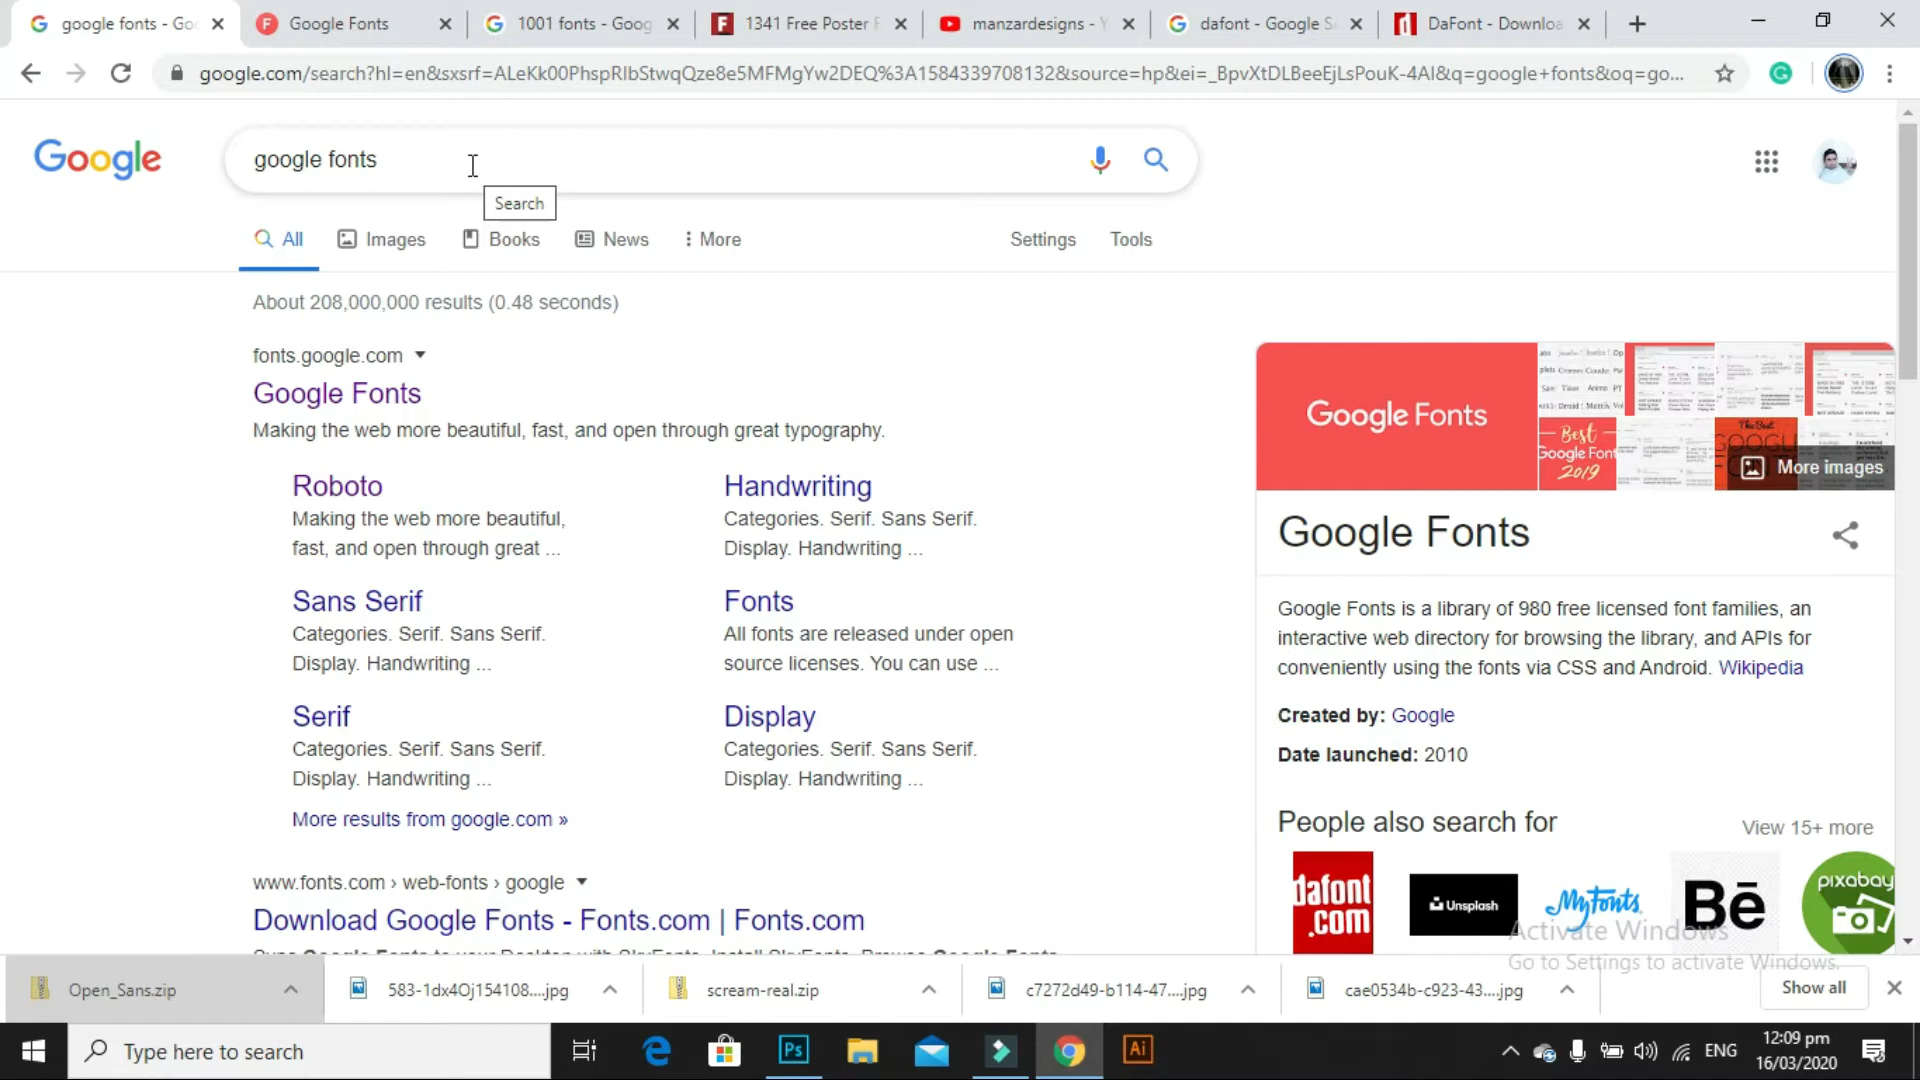 google fonts - Goo
Google Fonts
1001 fonts - Goog
1341 Free Poster F
manzardesigns - Y
dafont - Google Se
DaFont - Downloa
google.com/search?hl=en&sxsrf=ALeKk00PhspRlbStwqQze8e5MFMgYw2DEQ%3A1584339708132&source=hp&ei=_BpvXtDLBeeEjLsPouK-4AI&q=google+fonts&oq=go...
Google
google fonts
Search
All
Images
Books
News
More
Settings
Tools
About 208,000,000 results (0.48 seconds)
fonts.google.com
Google Fonts
Making the web more beautiful, fast, and open through great typography.
Roboto
Making the web more beautiful,
fast, and open through great ...
Handwriting
Categories. Serif. Sans Serif.
Display. Handwriting ...
Sans Serif
Categories. Serif. Sans Serif.
Display. Handwriting ...
Fonts
All fonts are released under open
source licenses. You can use ...
Serif
Categories. Serif. Sans Serif.
Display. Handwriting ...
Display
Categories. Serif. Sans Serif.
Display. Handwriting ...
More results from google.com »
www.fonts.com › web-fonts › google
Download Google Fonts - Fonts.com | Fonts.com
Google Fonts
Best
Google Font
2019
More images
Google Fonts
Google Fonts is a library of 980 free licensed font families, an
interactive web directory for browsing the library, and APIs for
conveniently using the fonts via CSS and Android. Wikipedia
Created by: Google
Date launched: 2010
People also search for
View 15+ more
dafont
.com
Unsplash
MyFonts
Bē
pixabay
Activate Windows
Go to Settings to activate Windows.
Open_Sans.zip
583-1dx4Oj154108....jpg
scream-real.zip
c7272d49-b114-47....jpg
cae0534b-c923-43....jpg
Show all
Type here to search
Ps
Ai
ENG
12:09 pm
16/03/2020